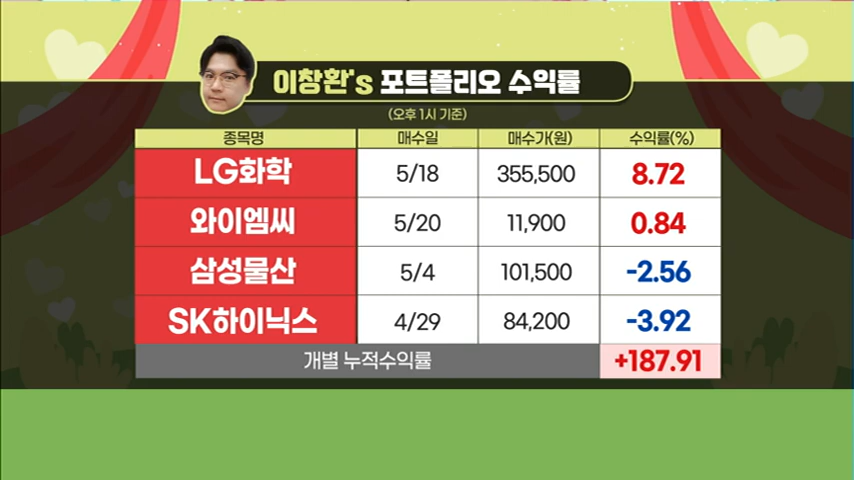 이창환's 포트폴리오 수익률
(오후 1시 기준)
종목명 매수일 매수가(원) 수익률(%)
LG화학 5/18 355,500 8.72
와이엠씨 5/20 11,900 0.84
삼성물산 5/4 101,500 -2.56
SK하이닉스 4/29 84,200 -3.92
개별 누적수익률 +187.91